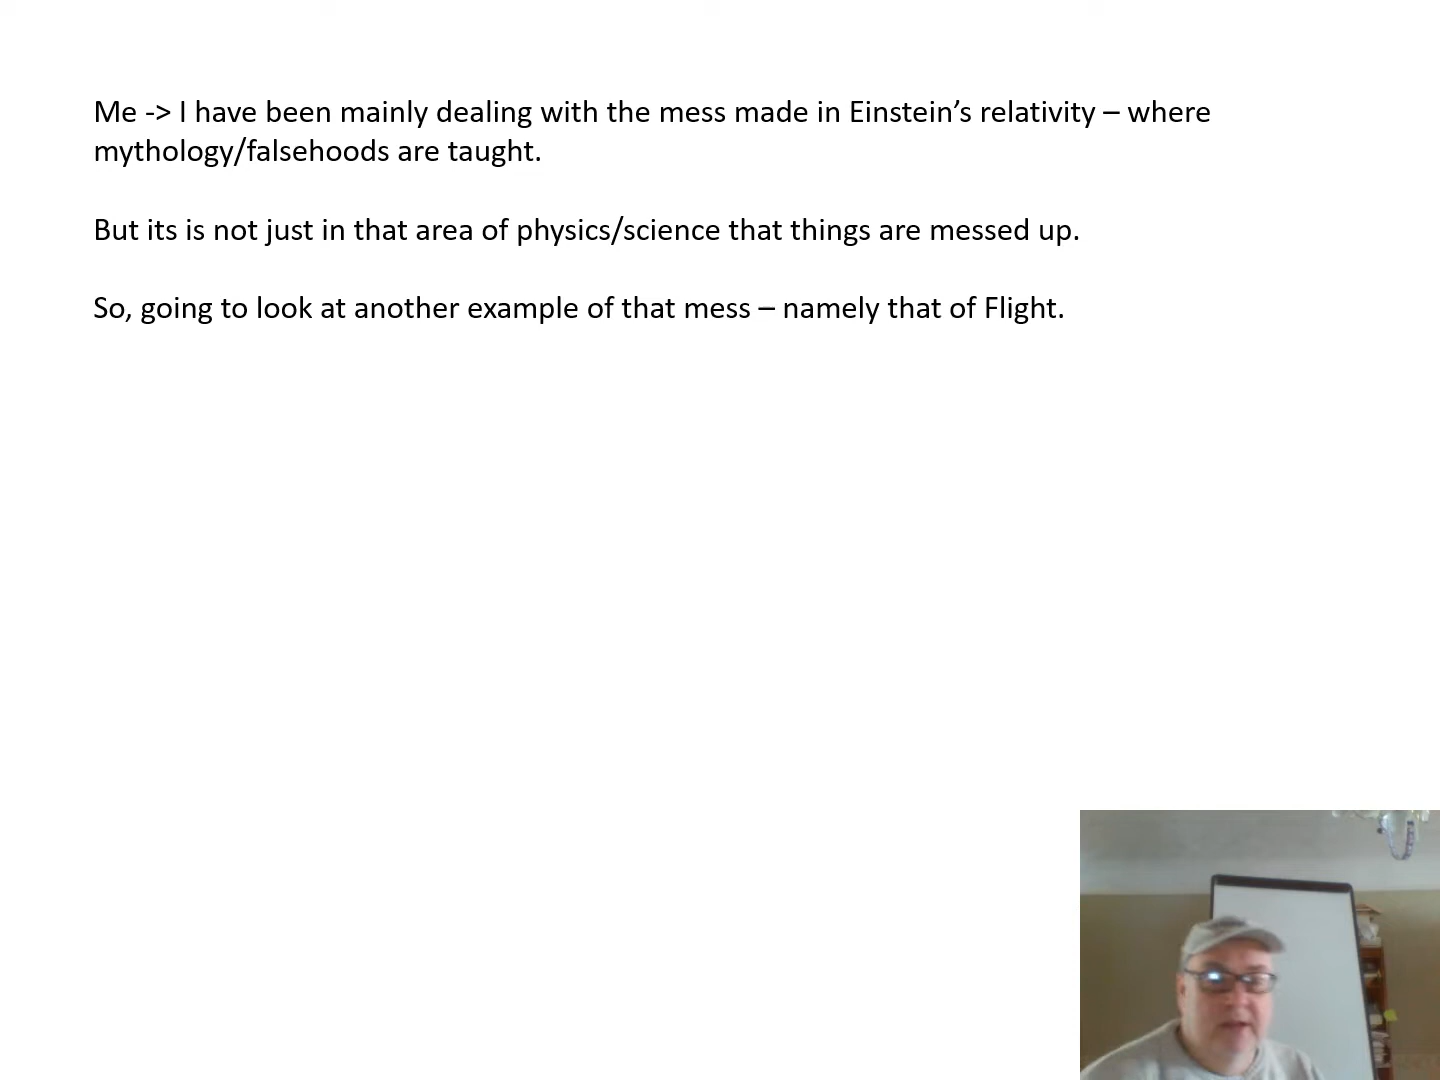 Me -> I have been mainly dealing with the mess made in Einstein’s relativity – where
mythology/falsehoods are taught.
But its is not just in that area of physics/science that things are messed up.
So, going to look at another example of that mess – namely that of Flight.